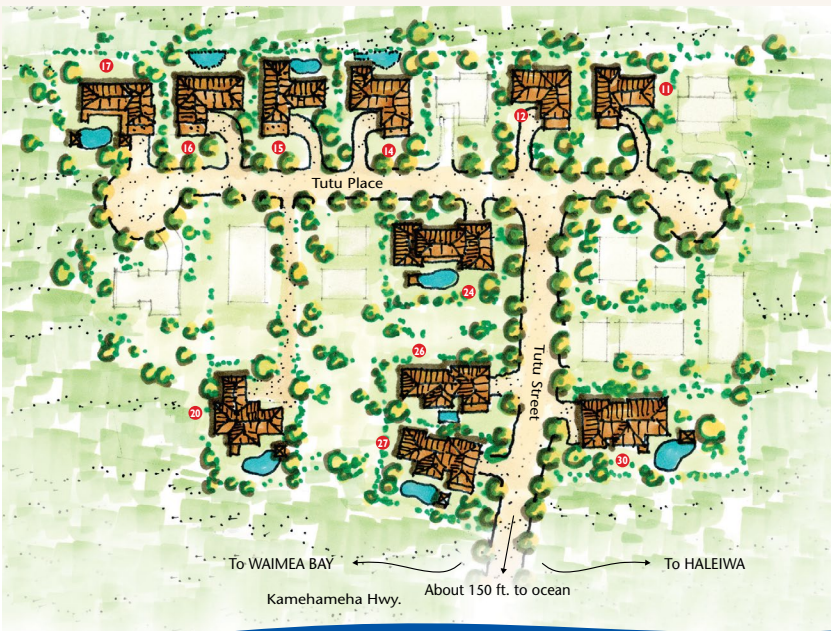 17
11
12
16
15
14
Tutu Place
24
26
Tutu Street
20
27
30
To WAIMEA BAY
To HALEIWA
About 150 ft. to ocean
Kamehameha Hwy.